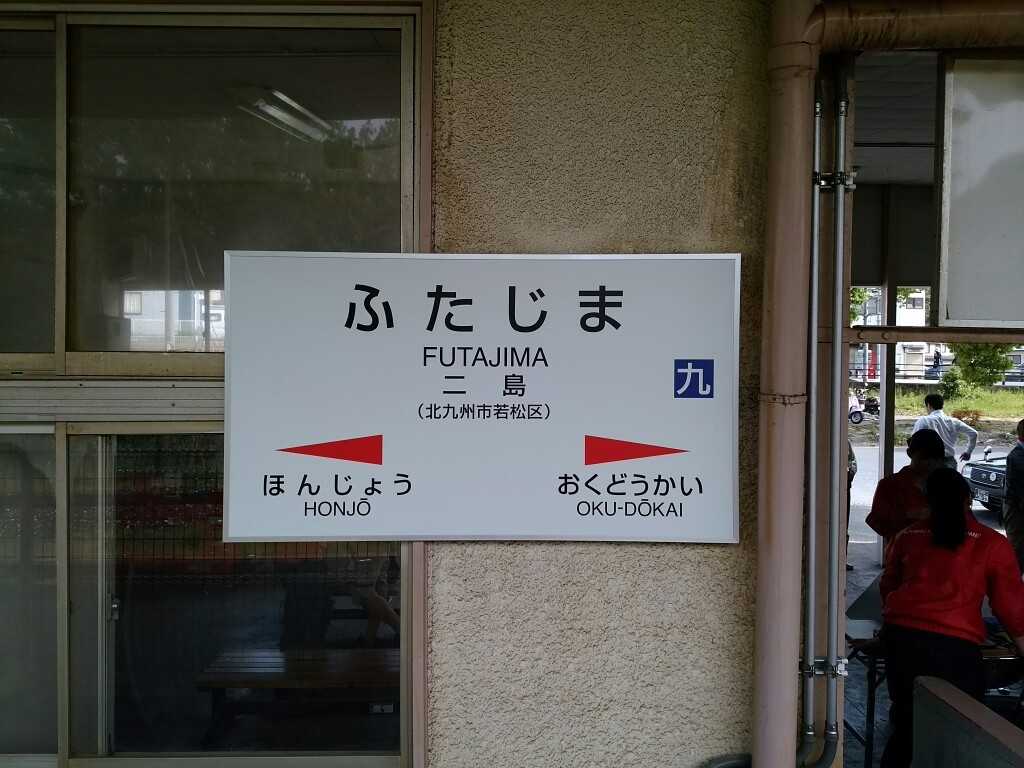 ふたじま
FUTAJIMA
二島
（北九州市若松区）
九
ほんじょう
HONJŌ
おくどうかい
OKU-DŌKAI